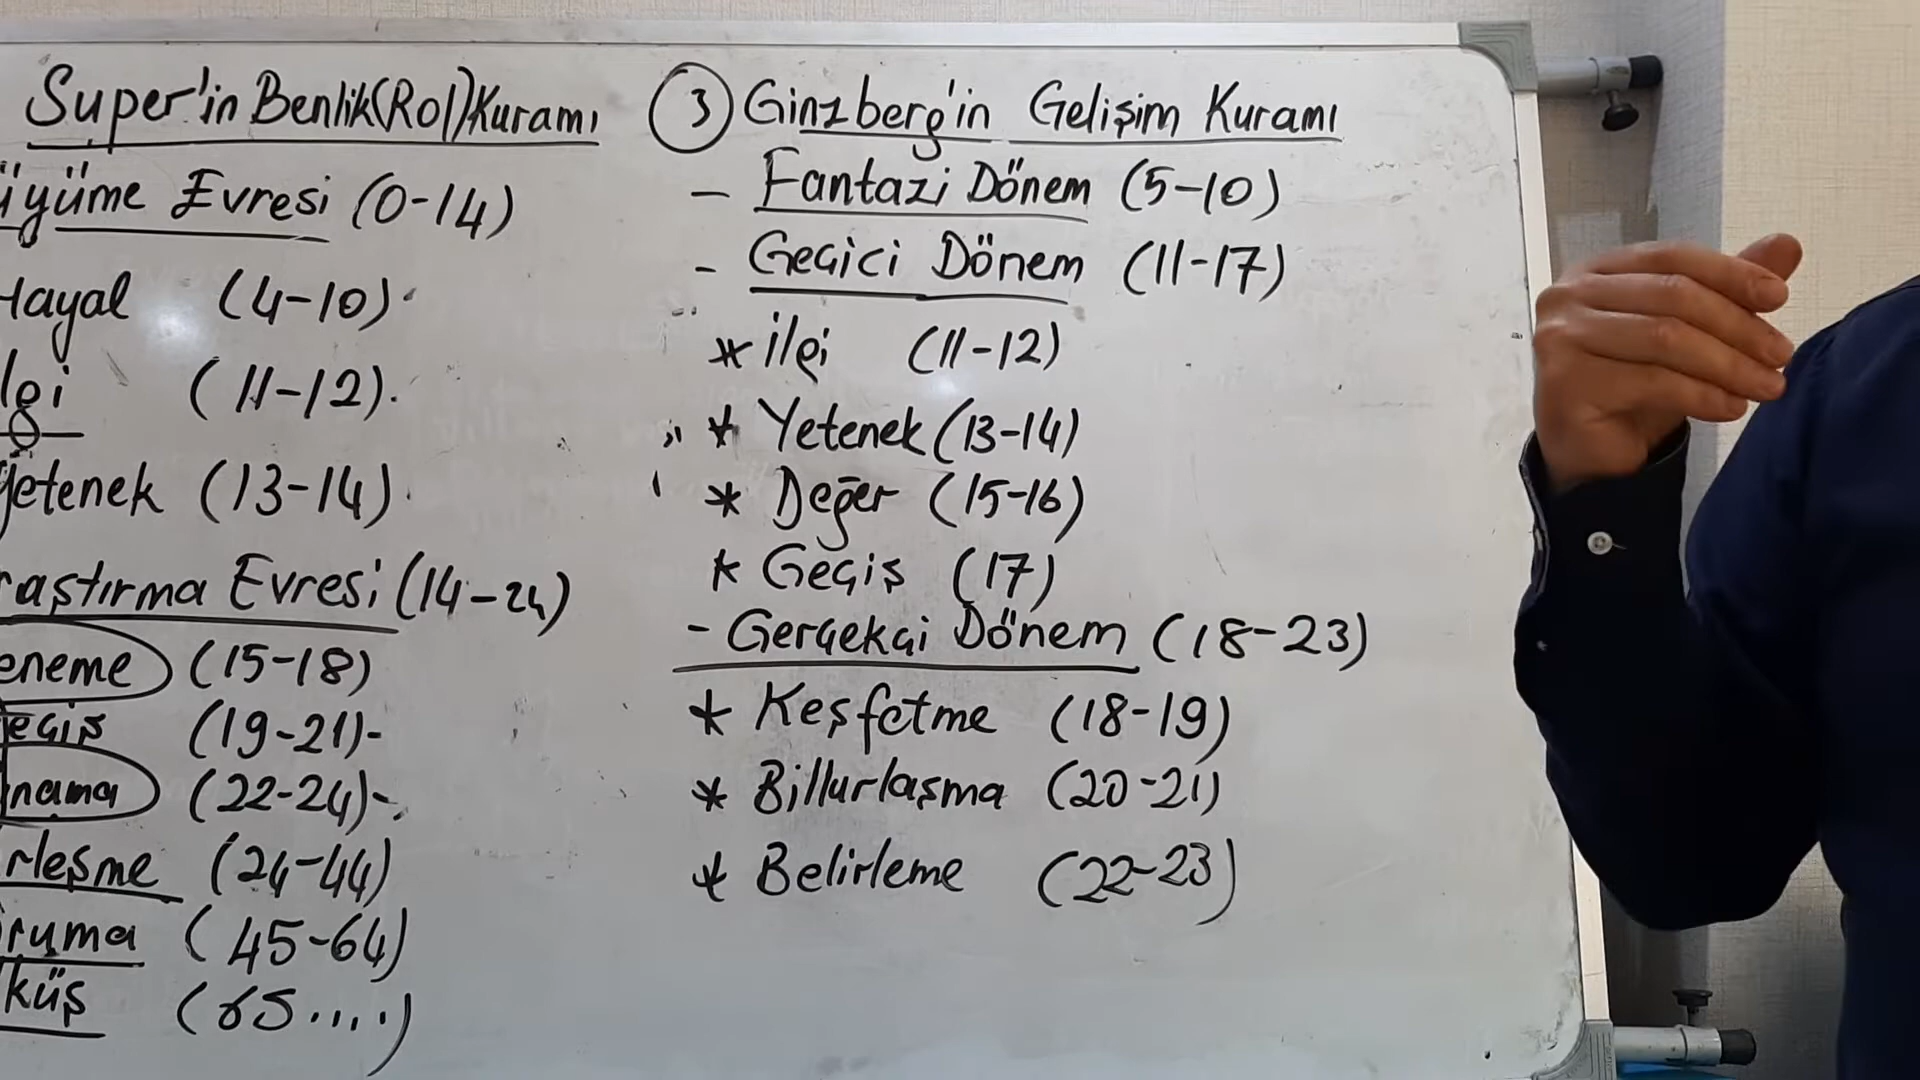 Super'in Benlik(Rol)Kuramı
üyüme Evresi (0-14)
Hayal (4-10)
lgi (11-12)
Yetenek (13-14)
raştırma Evresi (14-24)
eneme (15-18)
eçiş (19-21)-
nama (22-24)-
rleşme (24-44)
ruma (45-64)
küş (65....)
3 Ginzberg'in Gelişim Kuramı
- Fantazi Dönem (5-10)
- Geçici Dönem (11-17)
* İlgi (11-12)
* Yetenek (13-14)
* Değer (15-16)
* Geçiş (17)
- Gerçekçi Dönem (18-23)
* Keşfetme (18-19)
* Billurlaşma (20-21)
* Belirleme (22-23)